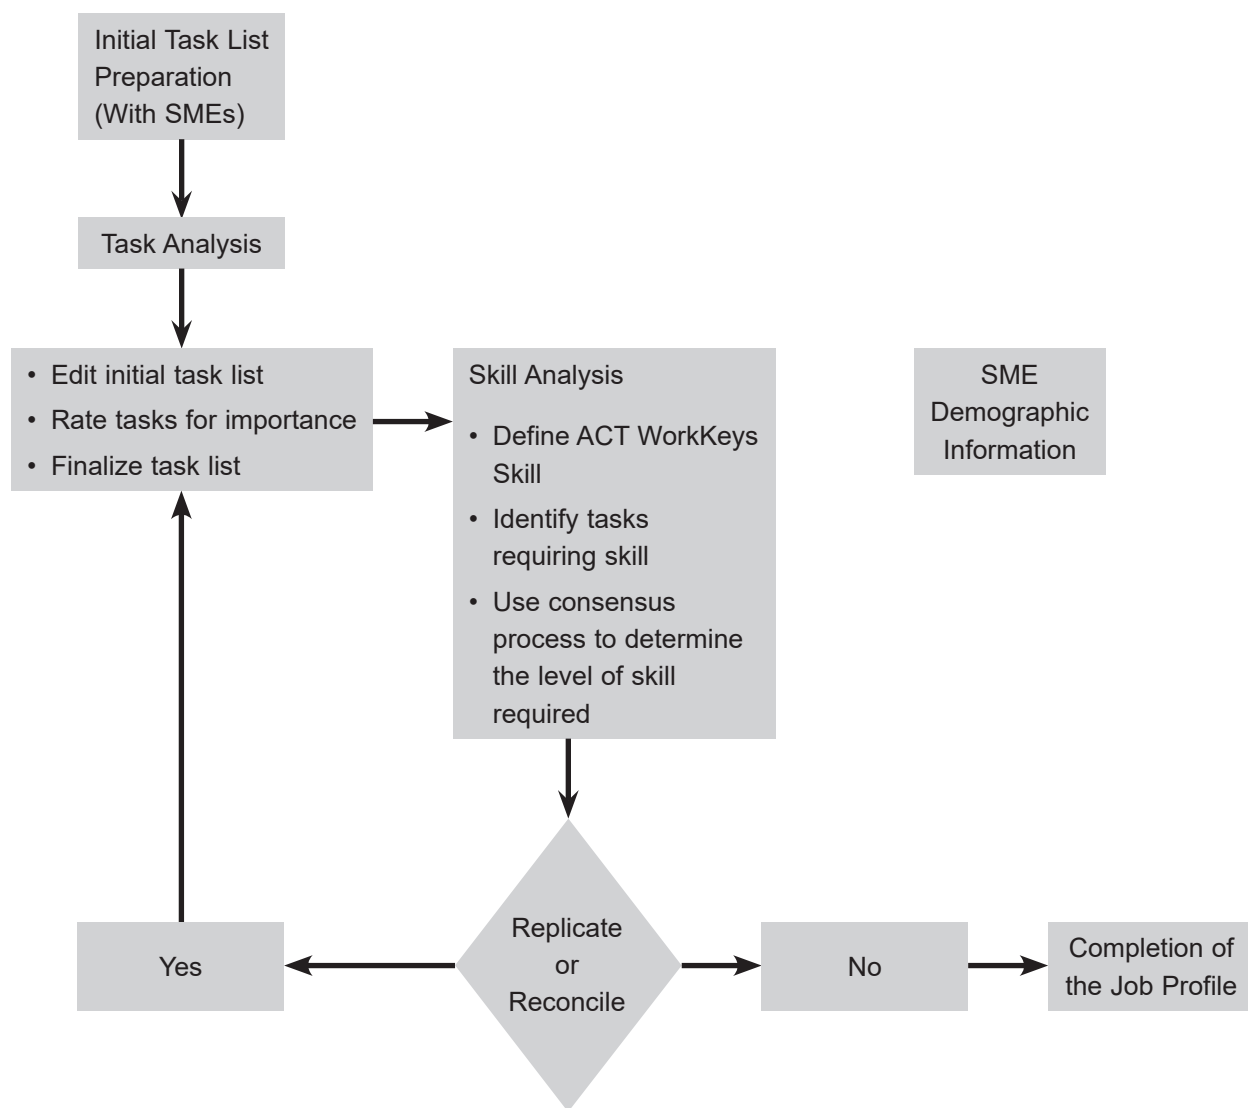 Initial Task List
Preparation
(With SMEs)
Task Analysis
• Edit initial task list
• Rate tasks for importance
• Finalize task list
Skill Analysis
• Define ACT WorkKeys
Skill
• Identify tasks
requiring skill
• Use consensus
process to determine
the level of skill
required
SME
Demographic
Information
Replicate
or
Reconcile
Yes
No
Completion of
the Job Profile